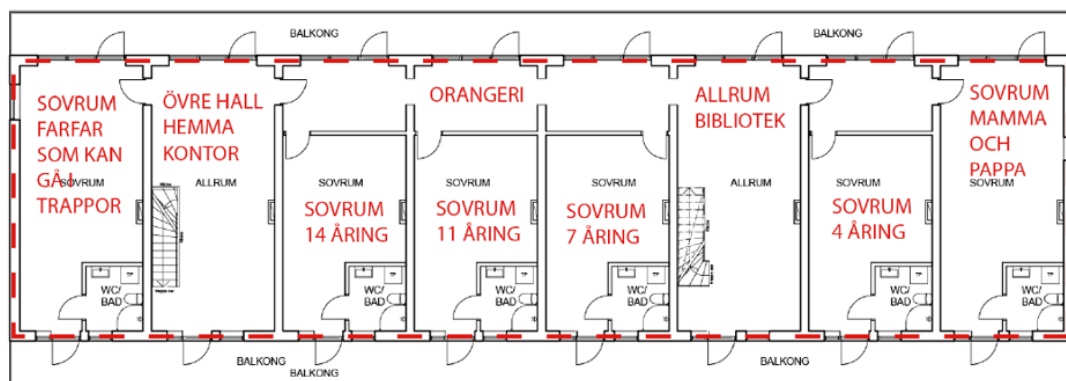 BALKONG
BALKONG
SOVRUM
FARFAR
SOM KAN
GÅ I
SOVRUM
TRAPPOR
ÖVRE HALL
HEMMA
KONTOR
ALLRUM
ORANGERI
ALLRUM
BIBLIOTEK
ALLRUM
SOVRUM
MAMMA
OCH
PAPPA
SOVRUM
SOVRUM
SOVRUM
14 ÅRING
SOVRUM
SOVRUM
11 ÅRING
SOVRUM
SOVRUM
7 ÅRING
SOVRUM
SOVRUM
4 ÅRING
WC/
BAD
WC/
BAD
WC/
BAD
WC/
BAD
WC/
BAD
WC/
BAD
BALKONG
BALKONG
BALKONG